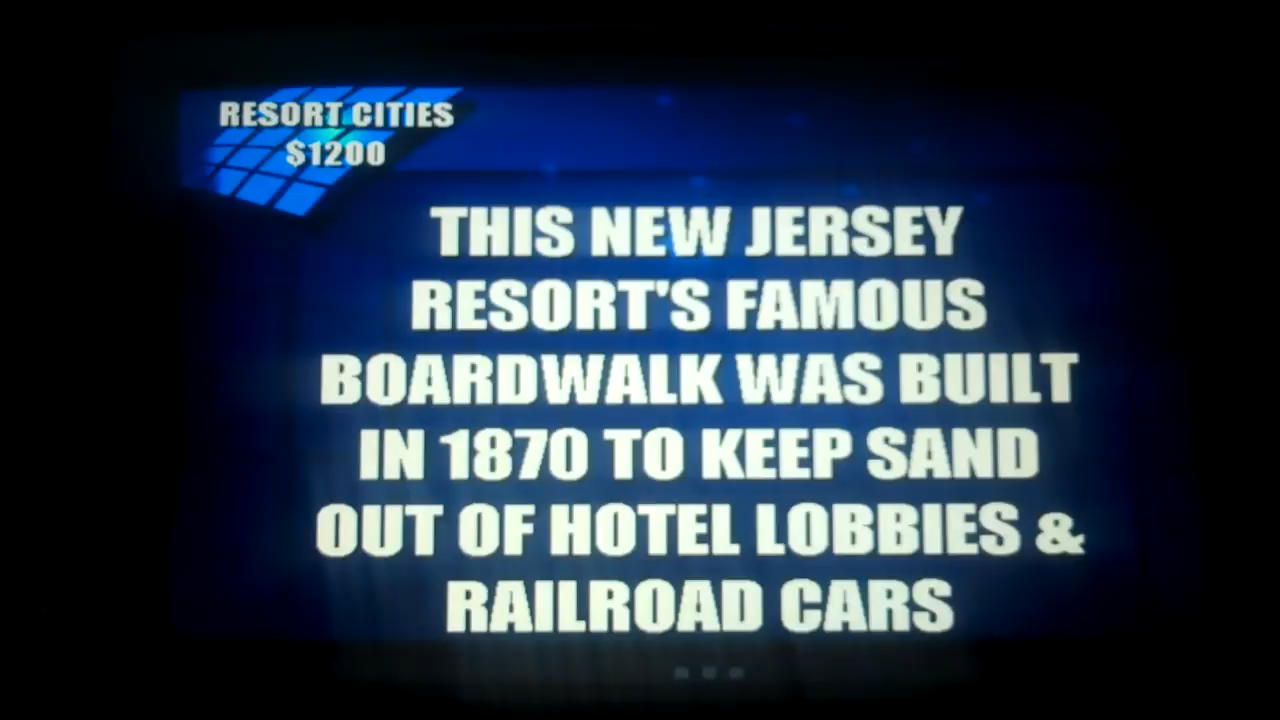 RESORT CITIES
$1200
THIS NEW JERSEY
RESORT'S FAMOUS
BOARDWALK WAS BUILT
IN 1870 TO KEEP SAND
OUT OF HOTEL LOBBIES &
RAILROAD CARS